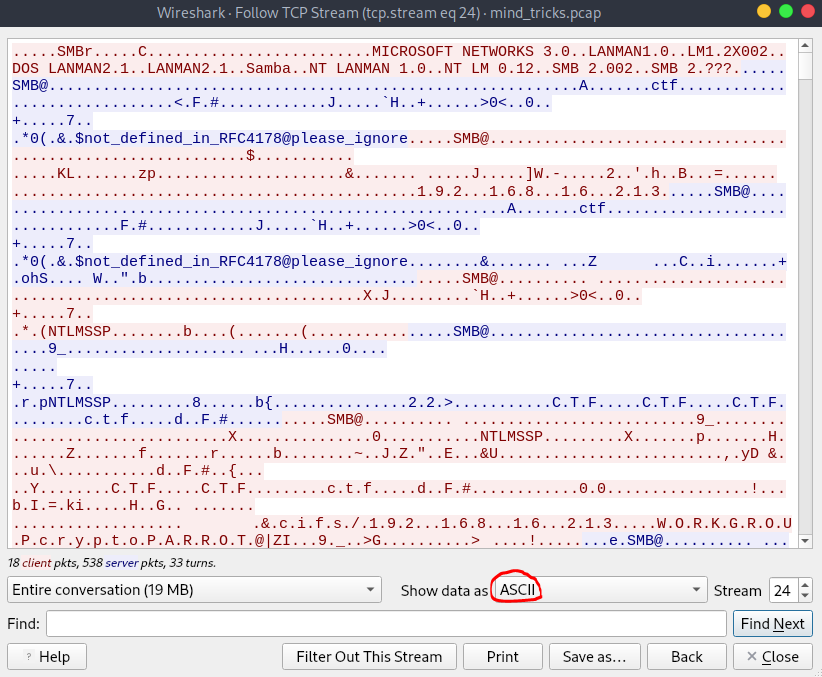 Wireshark · Follow TCP Stream (tcp.stream eq 24) · mind_tricks.pcap
.....SMBr.....C.........................MICROSOFT NETWORKS 3.0..LANMAN1.0..LM1.2X002..
DOS LANMAN2.1..LANMAN2.1..Samba..NT LANMAN 1.0..NT LM 0.12..SMB 2.002..SMB 2.???......
SMB@..........................................................A.......ctf............
..................<.F.#............J.....`H..+......>0<..0..
+.....7..
.*0(.&.$not_defined_in_RFC4178@please_ignore.....SMB@.................................
..........................$...........
.....KL.......zp.....................&....... .....J.....]W.-.....2..'.h..B...=......
.............................................1.9.2...1.6.8...1.6...2.1.3......SMB@....
.......................................................A.......ctf....................
............F.#............J.....`H..+......>0<..0..
+.....7..
.*0(.&.$not_defined_in_RFC4178@please_ignore........&....... ...Z ...C..i.......+
.ohS.... W..".b...................................SMB@.......... ......................
.......................................X.J.........`H..+......>0<..0..
+.....7..
.*.(NTLMSSP........b....(.......(................SMB@.................................
....9_.................... ...H......0....
.....
+.....7..
.r.pNTLMSSP.........8......b{...............2.2.>...........C.T.F.....C.T.F.....C.T.F.
........c.t.f.....d..F.#...........SMB@.......... ..........................9_........
........................X...............0...........NTLMSSP.........X.......p.......H.
......Z.......f.......r......b........~..J.Z."..E...&U.........................,.yD &.
..u.\...........d..F.#..{...
..Y........C.T.F.....C.T.F.........c.t.f.....d..F.#............0.0................!...
b.I.=.ki.....H..G.. .......
................... .&.c.i.f.s./.1.9.2...1.6.8...1.6...2.1.3.....W.O.R.K.G.R.O.U
.P.c.r.y.p.t.o.P.A.R.R.O.T.@|ZI...9._..>G..........> ....!.........e.SMB@.......... ...
18 client pkts, 538 server pkts, 33 turns.
Entire conversation (19 MB) Show data as ASCII Stream 24
Find: Find Next
? Help Filter Out This Stream Print Save as… Back Close